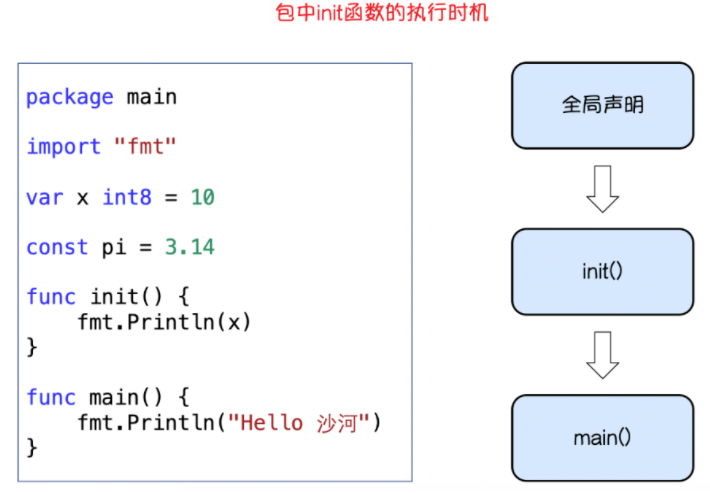 包中init函数的执行时机
package main
import "fmt"
var x int8 = 10
const pi = 3.14
func init() {
    fmt.Println(x)
}
func main() {
    fmt.Println("Hello 沙河")
}
全局声明
init()
main()